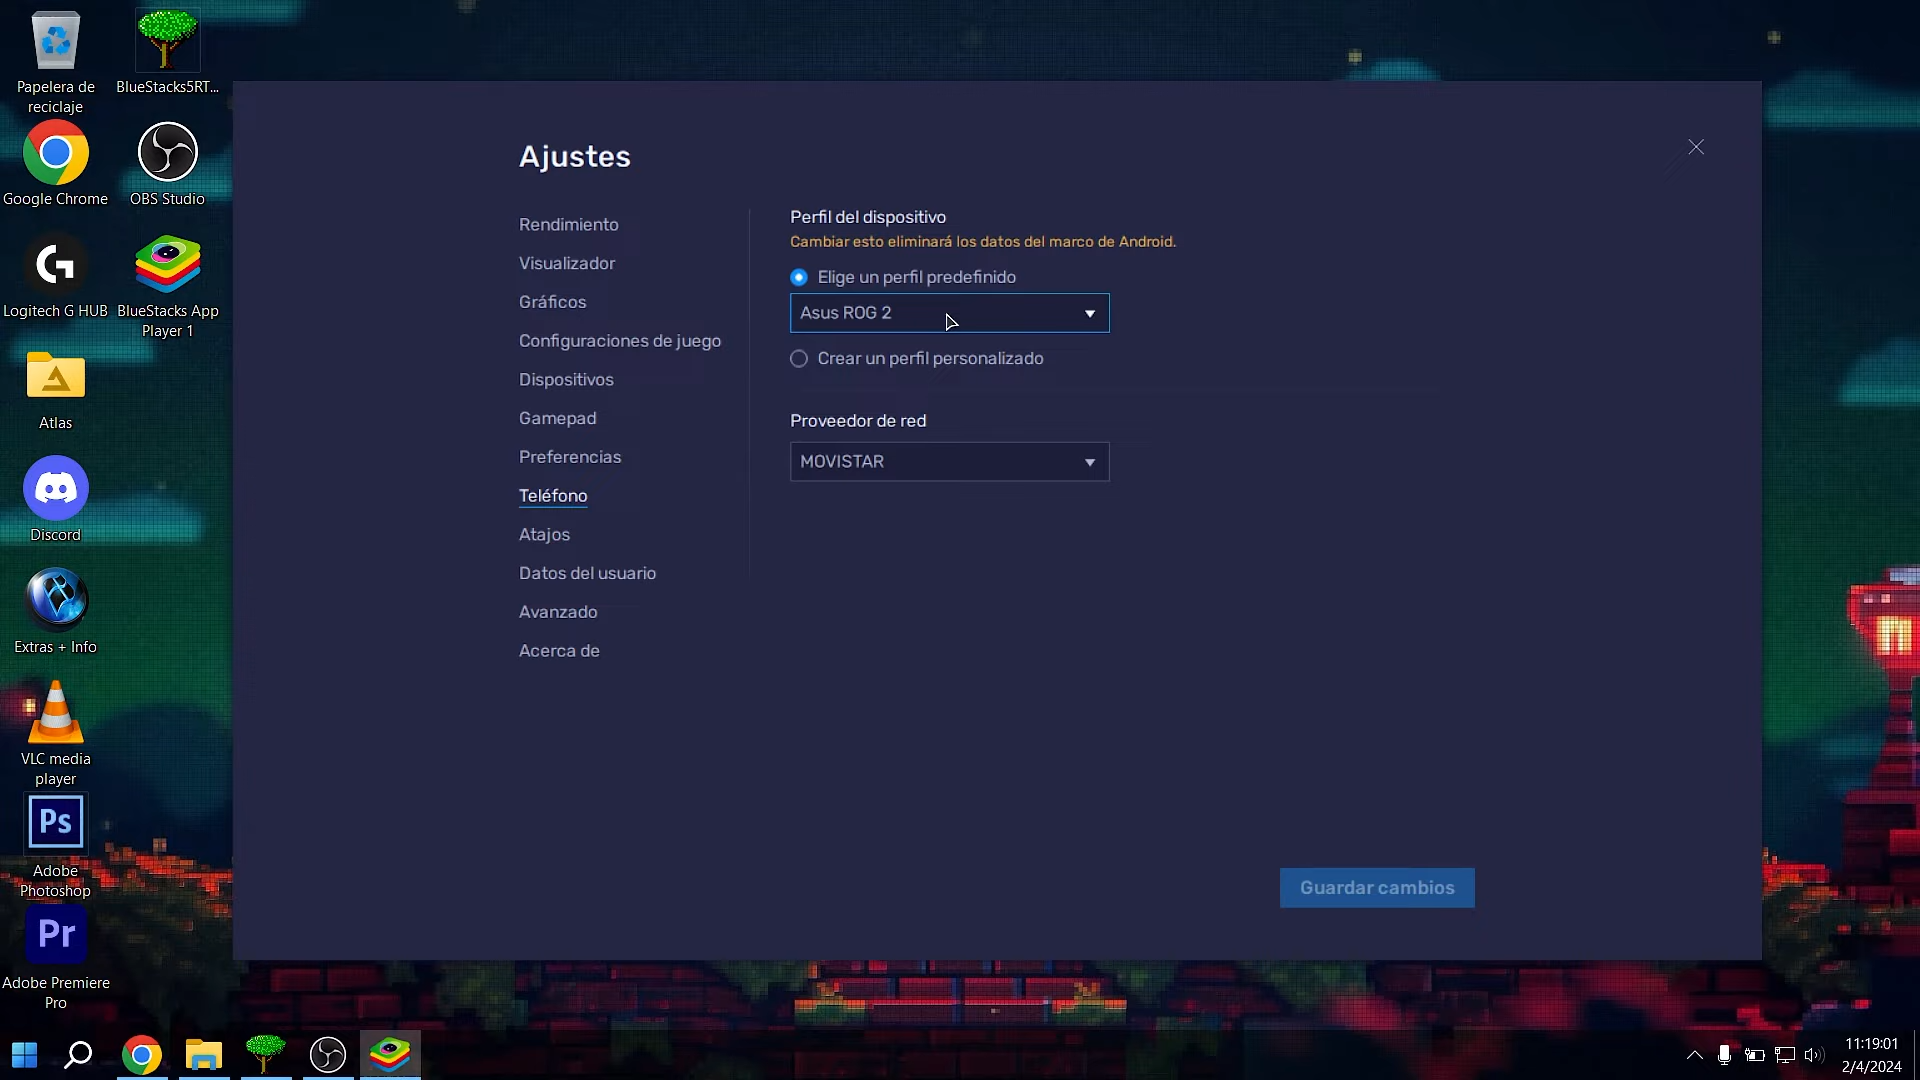 Papelera de
reciclaje
BlueStacks5RT...
Google Chrome
OBS Studio
Logitech G HUB
BlueStacks App
Player 1
Atlas
Discord
Extras + Info
VLC media
player
Ps
Adobe
Photoshop
Pr
Adobe Premiere
Pro
Ajustes
Rendimiento
Visualizador
Gráficos
Configuraciones de juego
Dispositivos
Gamepad
Preferencias
Teléfono
Atajos
Datos del usuario
Avanzado
Acerca de
Perfil del dispositivo
Cambiar esto eliminará los datos del marco de Android.
Elige un perfil predefinido
Asus ROG 2
Crear un perfil personalizado
Proveedor de red
MOVISTAR
Guardar cambios
11:19:01
2/4/2024